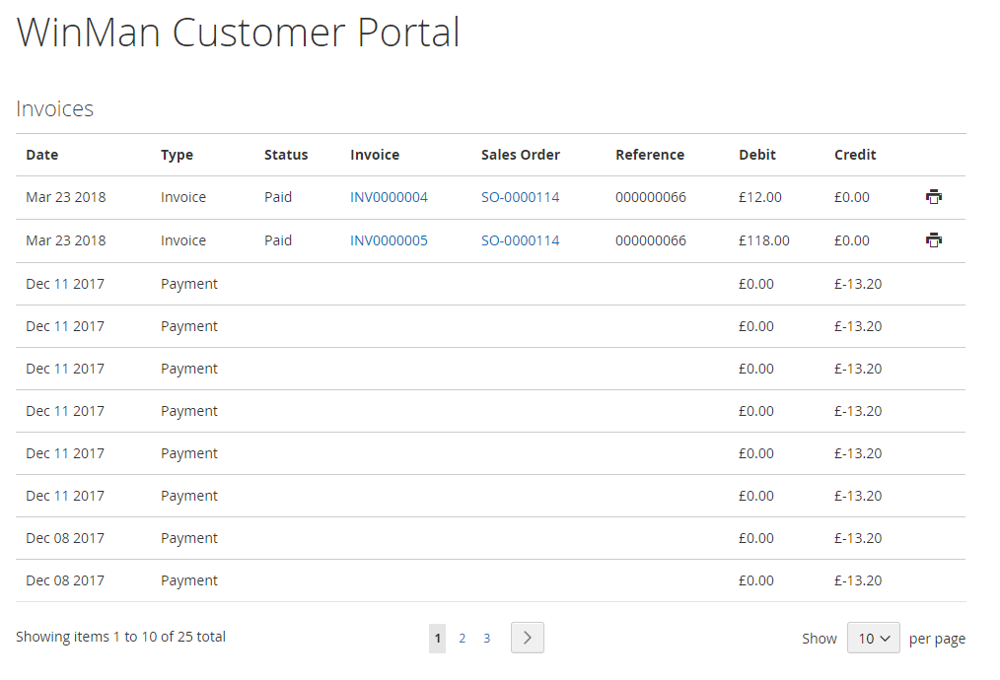 WinMan Customer Portal
Invoices
Date Type Status Invoice Sales Order Reference Debit Credit
Mar 23 2018 Invoice Paid INV0000004 SO-0000114 000000066 £12.00 £0.00
Mar 23 2018 Invoice Paid INV0000005 SO-0000114 000000066 £118.00 £0.00
Dec 11 2017 Payment £0.00 £-13.20
Dec 11 2017 Payment £0.00 £-13.20
Dec 11 2017 Payment £0.00 £-13.20
Dec 11 2017 Payment £0.00 £-13.20
Dec 11 2017 Payment £0.00 £-13.20
Dec 11 2017 Payment £0.00 £-13.20
Dec 08 2017 Payment £0.00 £-13.20
Dec 08 2017 Payment £0.00 £-13.20
Showing items 1 to 10 of 25 total 1 2 3 Show 10 per page